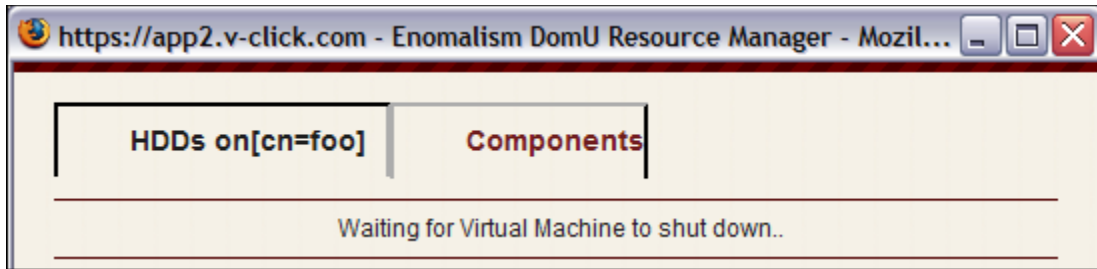 https://app2.v-click.com - Enomalism DomU Resource Manager - Mozil...
HDDs on[cn=foo] Components
Waiting for Virtual Machine to shut down..